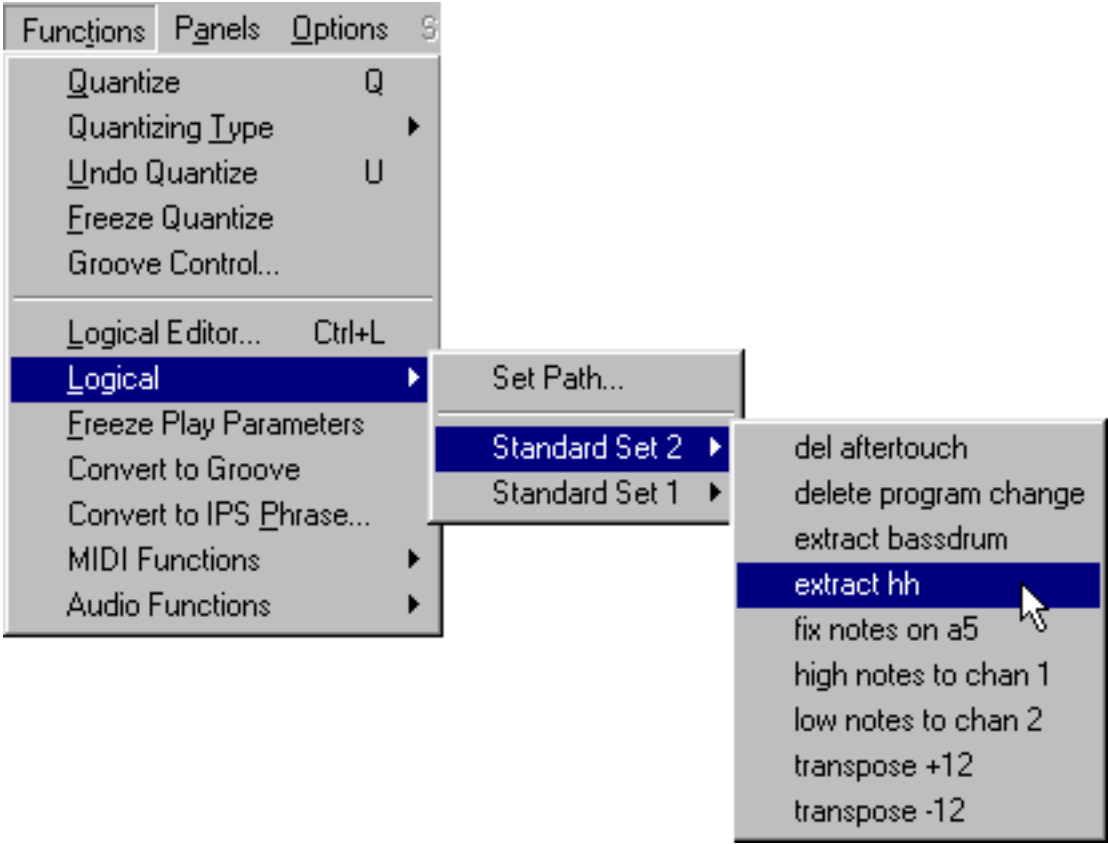 Functions Panels Options S
Quantize Q
Quantizing Type
Undo Quantize U
Freeze Quantize
Groove Control...
Logical Editor... Ctrl+L
Logical
Freeze Play Parameters
Convert to Groove
Convert to IPS Phrase...
MIDI Functions
Audio Functions
Set Path...
Standard Set 2
Standard Set 1
del aftertouch
delete program change
extract bassdrum
extract hh
fix notes on a5
high notes to chan 1
low notes to chan 2
transpose +12
transpose -12